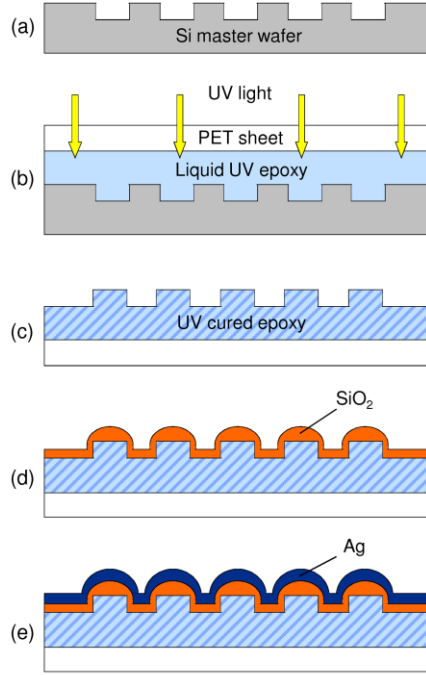 (a)
Si master wafer
UV light
PET sheet
(b)
Liquid UV epoxy
(c)
UV cured epoxy
SiO₂
(d)
Ag
(e)